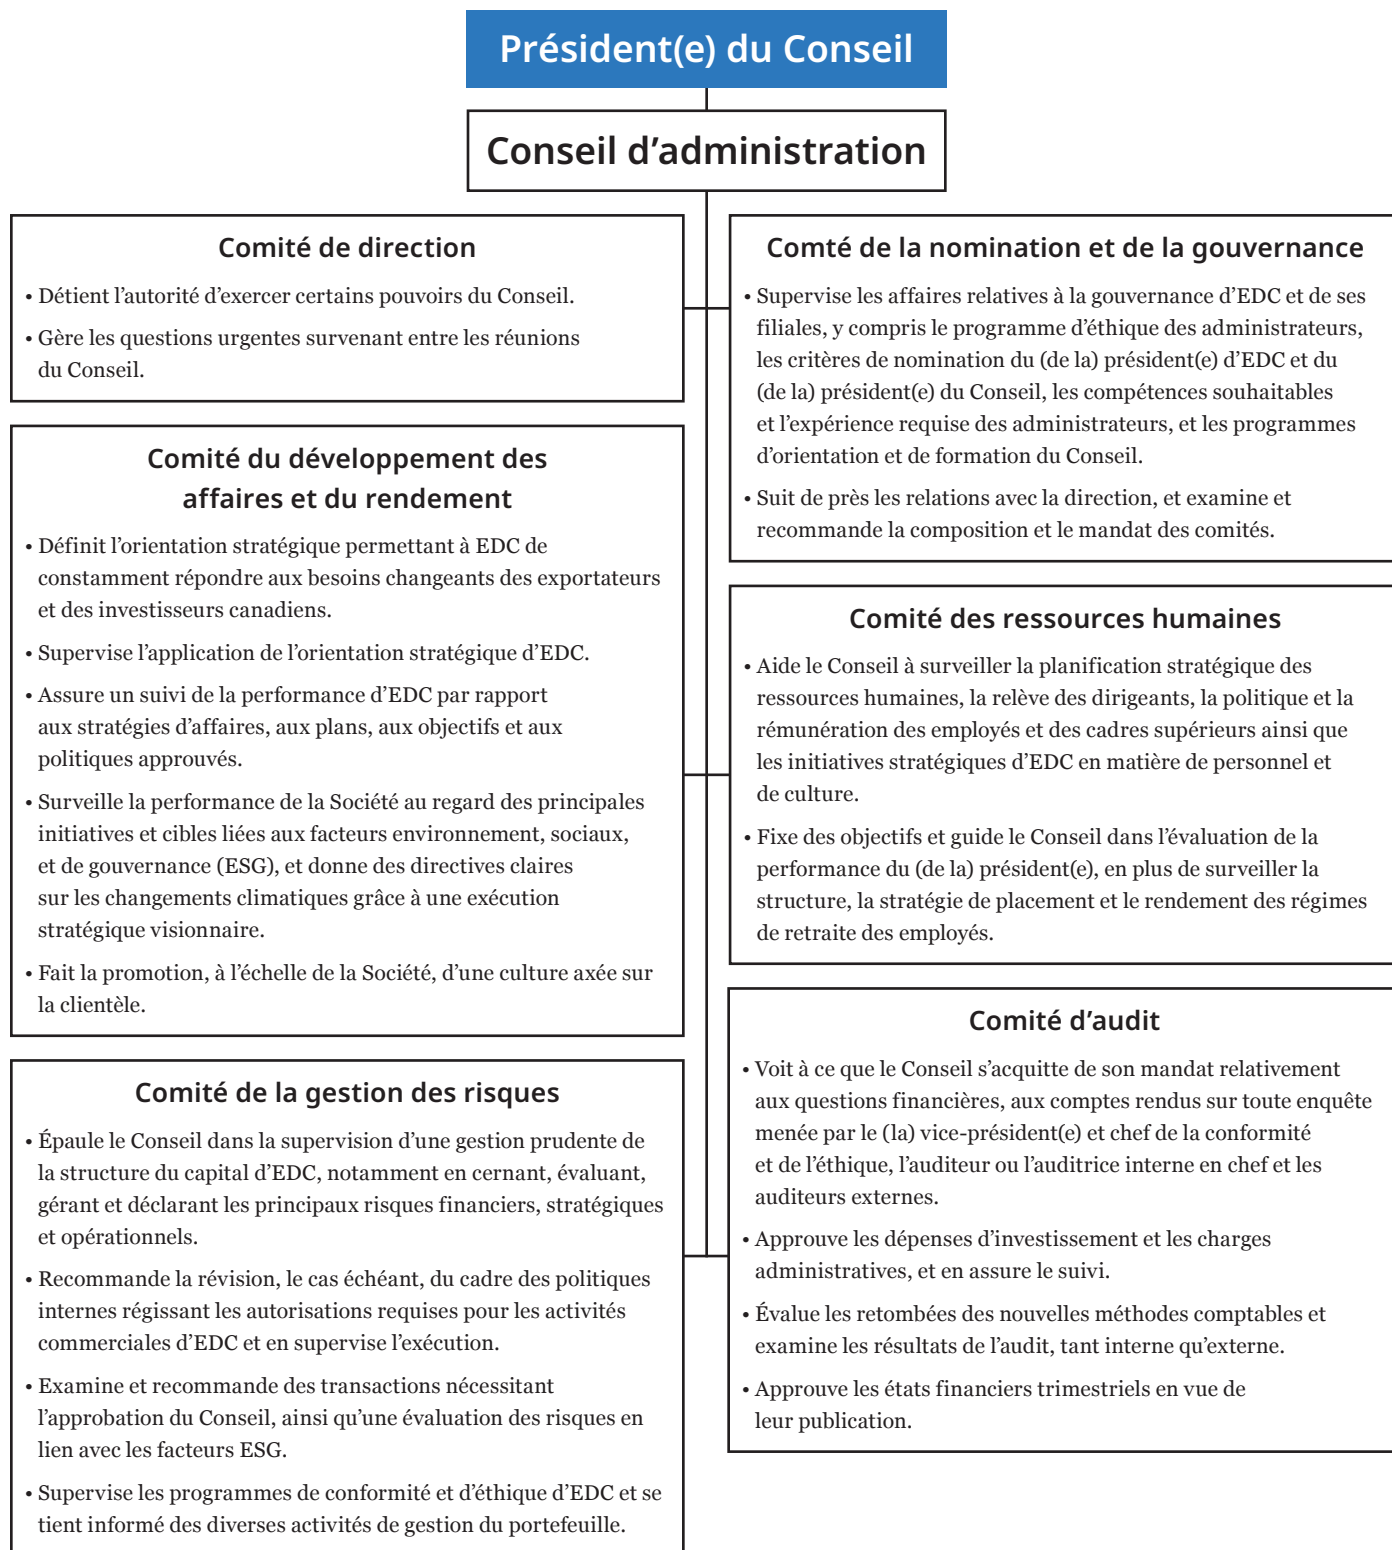 Président(e) du Conseil
Conseil d’administration
Comité de direction
• Détient l’autorité d’exercer certains pouvoirs du Conseil.
• Gère les questions urgentes survenant entre les réunions
du Conseil.
Comité du développement des
affaires et du rendement
• Définit l’orientation stratégique permettant à EDC de
constamment répondre aux besoins changeants des exportateurs
et des investisseurs canadiens.
• Supervise l’application de l’orientation stratégique d’EDC.
• Assure un suivi de la performance d’EDC par rapport
aux stratégies d’affaires, aux plans, aux objectifs et aux
politiques approuvés.
• Surveille la performance de la Société au regard des principales
initiatives et cibles liées aux facteurs environnement, sociaux,
et de gouvernance (ESG), et donne des directives claires
sur les changements climatiques grâce à une exécution
stratégique visionnaire.
• Fait la promotion, à l’échelle de la Société, d’une culture axée sur
la clientèle.
Comité de la gestion des risques
• Épaule le Conseil dans la supervision d’une gestion prudente de
la structure du capital d’EDC, notamment en cernant, évaluant,
gérant et déclarant les principaux risques financiers, stratégiques
et opérationnels.
• Recommande la révision, le cas échéant, du cadre des politiques
internes régissant les autorisations requises pour les activités
commerciales d’EDC et en supervise l’exécution.
• Examine et recommande des transactions nécessitant
l’approbation du Conseil, ainsi qu’une évaluation des risques en
lien avec les facteurs ESG.
• Supervise les programmes de conformité et d’éthique d’EDC et se
tient informé des diverses activités de gestion du portefeuille.
Comté de la nomination et de la gouvernance
• Supervise les affaires relatives à la gouvernance d’EDC et de ses
filiales, y compris le programme d’éthique des administrateurs,
les critères de nomination du (de la) président(e) d’EDC et du
(de la) président(e) du Conseil, les compétences souhaitables
et l’expérience requise des administrateurs, et les programmes
d’orientation et de formation du Conseil.
• Suit de près les relations avec la direction, et examine et
recommande la composition et le mandat des comités.
Comité des ressources humaines
• Aide le Conseil à surveiller la planification stratégique des
ressources humaines, la relève des dirigeants, la politique et la
rémunération des employés et des cadres supérieurs ainsi que
les initiatives stratégiques d’EDC en matière de personnel et
de culture.
• Fixe des objectifs et guide le Conseil dans l’évaluation de la
performance du (de la) président(e), en plus de surveiller la
structure, la stratégie de placement et le rendement des régimes
de retraite des employés.
Comité d’audit
• Voit à ce que le Conseil s’acquitte de son mandat relativement
aux questions financières, aux comptes rendus sur toute enquête
menée par le (la) vice-président(e) et chef de la conformité
et de l’éthique, l’auditeur ou l’auditrice interne en chef et les
auditeurs externes.
• Approuve les dépenses d’investissement et les charges
administratives, et en assure le suivi.
• Évalue les retombées des nouvelles méthodes comptables et
examine les résultats de l’audit, tant interne qu’externe.
• Approuve les états financiers trimestriels en vue de
leur publication.